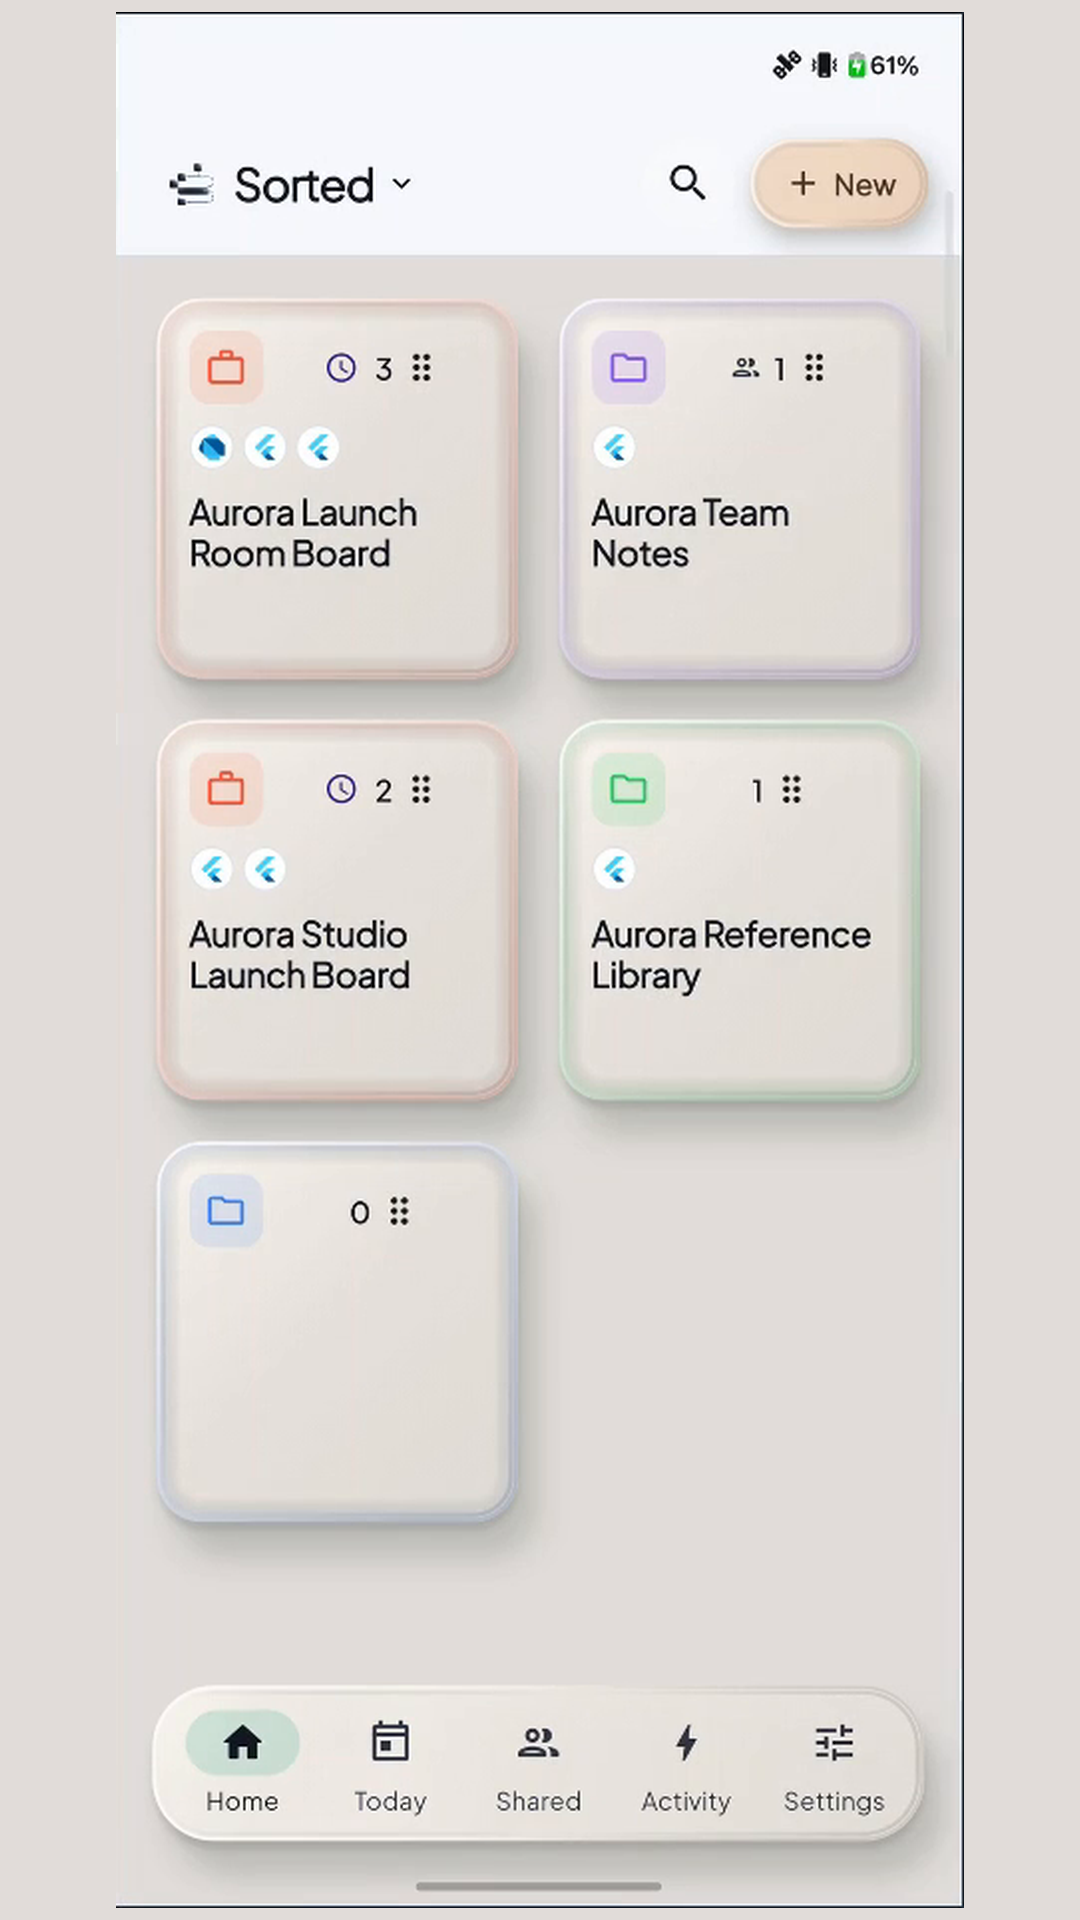 61%
Sorted
+ New
3
1
Aurora Launch
Room Board
Aurora Team
Notes
2
1
Aurora Studio
Launch Board
Aurora Reference
Library
0
Home
Today
Shared
Activity
Settings